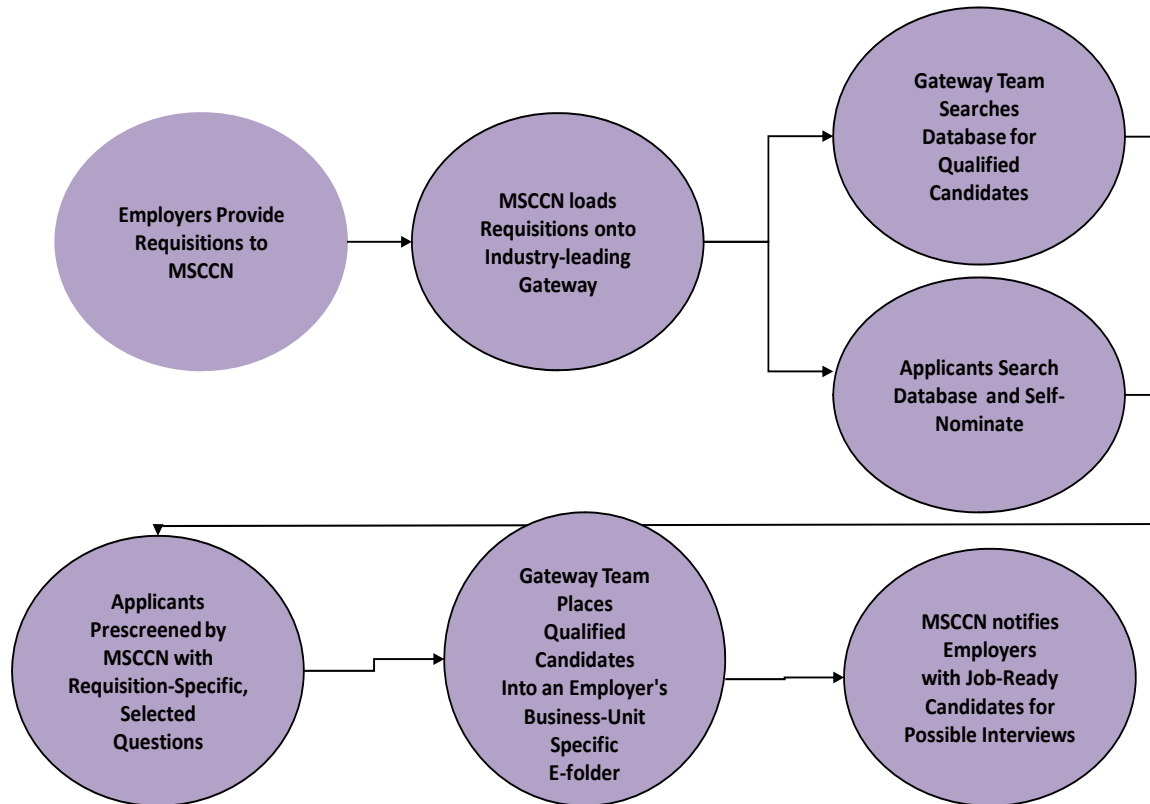 Employers Provide
Requisitions to
MSCCN
MSCCN loads
Requisitions onto
Industry-leading
Gateway
Gateway Team
Searches
Database for
Qualified
Candidates
Applicants Search
Database and Self-
Nominate
Applicants
Prescreened by
MSCCN with
Requisition-Specific,
Selected
Questions
Gateway Team
Places
Qualified
Candidates
Into an Employer's
Business-Unit
Specific
E-folder
MSCCN notifies
Employers
with Job-Ready
Candidates for
Possible Interviews